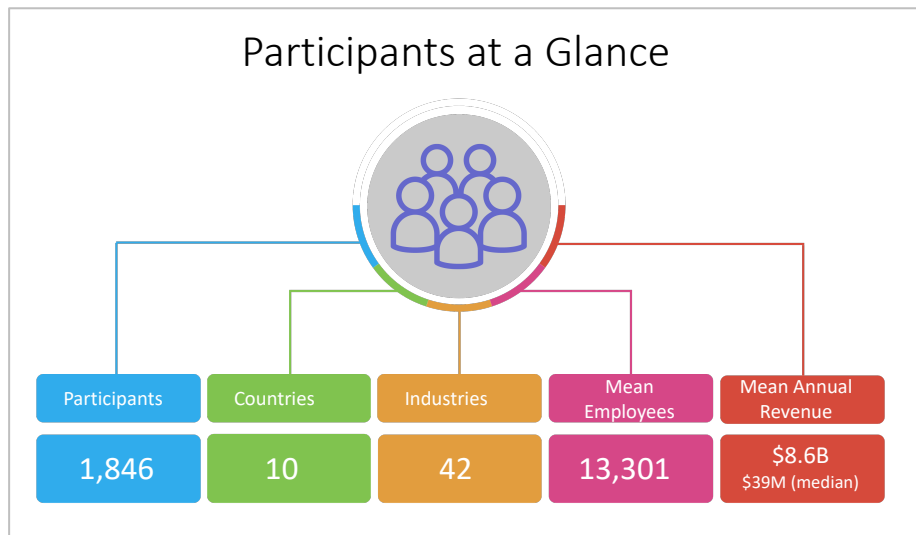 Participants at a Glance
Participants
Countries
Industries
Mean
Employees
Mean Annual
Revenue
1,846
10
42
13,301
$8.6B
$39M (median)